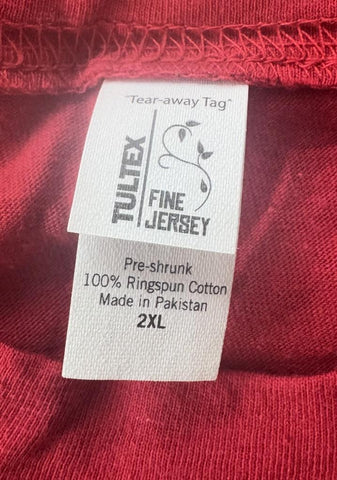 "Tear-away Tag"
TULTEX
FINE
JERSEY
Pre-shrunk
100% Ringspun Cotton
Made in Pakistan
2XL